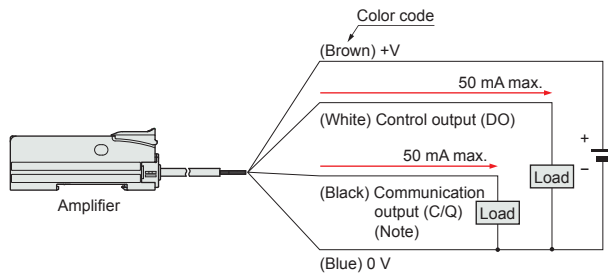 Color code
(Brown) +V
50 mA max.
(White) Control output (DO)
+
−
50 mA max.
Load
(Black) Communication
output (C/Q)
(Note)
Load
Amplifier
(Blue) 0 V